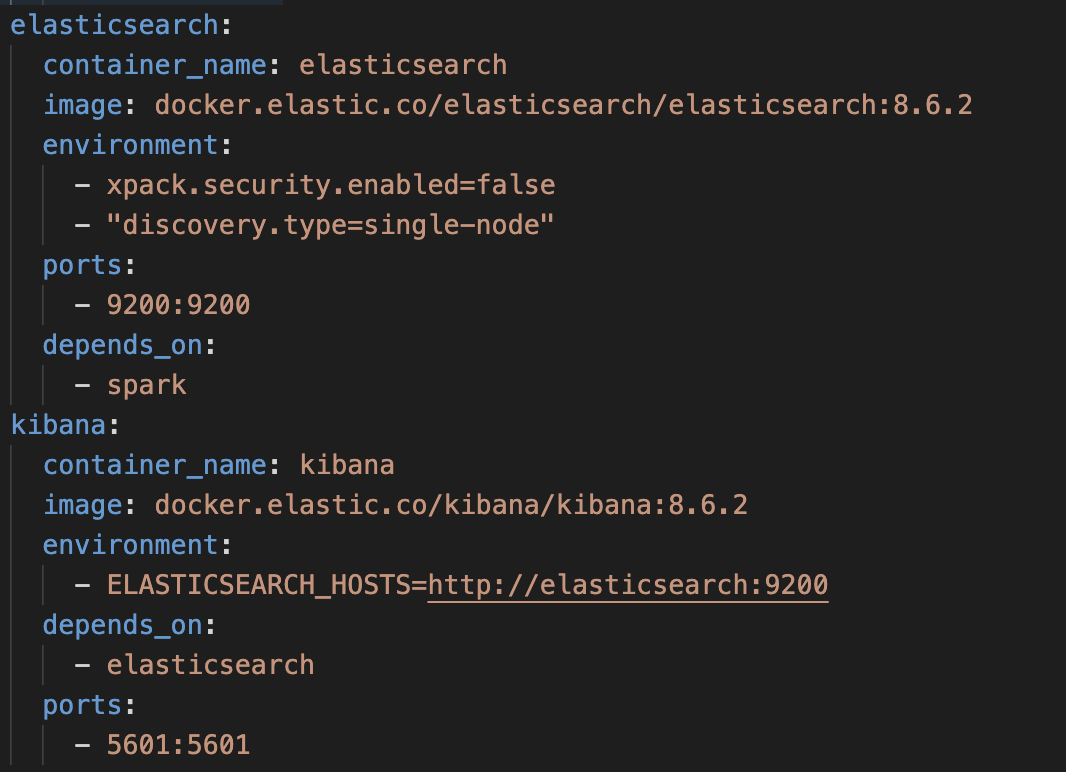 elasticsearch:
  container_name: elasticsearch
  image: docker.elastic.co/elasticsearch/elasticsearch:8.6.2
  environment:
    - xpack.security.enabled=false
    - "discovery.type=single-node"
  ports:
    - 9200:9200
  depends_on:
    - spark
kibana:
  container_name: kibana
  image: docker.elastic.co/kibana/kibana:8.6.2
  environment:
    - ELASTICSEARCH_HOSTS=http://elasticsearch:9200
  depends_on:
    - elasticsearch
  ports:
    - 5601:5601